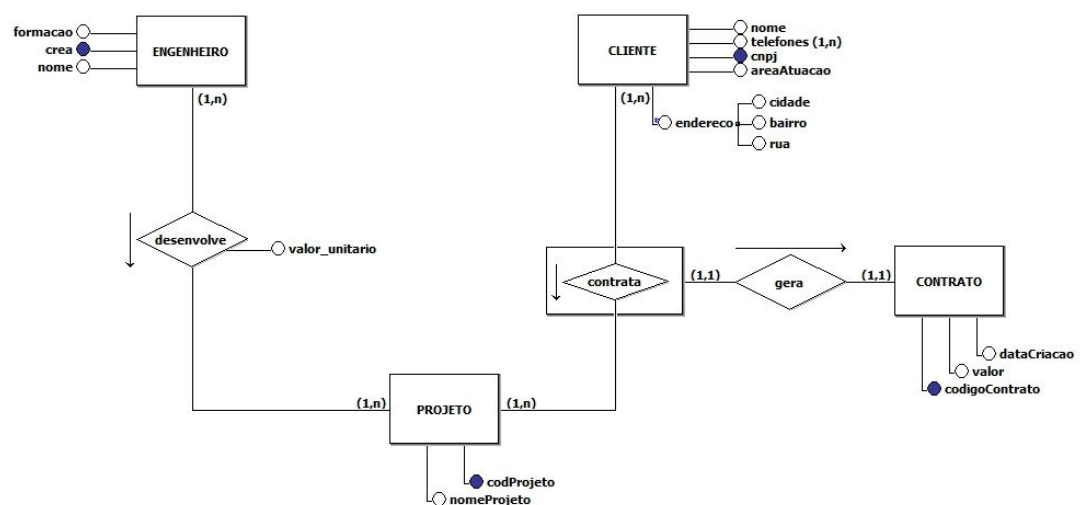 formacao
crea
nome
ENGENHEIRO
(1,n)
desenvolve
valor_unitario
CLIENTE
nome
telefones (1,n)
cnpj
areaAtuacao
(1,n)
endereco
cidade
bairro
rua
contrata
(1,1)
gera
(1,1)
CONTRATO
dataCriacao
valor
codigoContrato
(1,n)
PROJETO
(1,n)
codProjeto
nomeProjeto